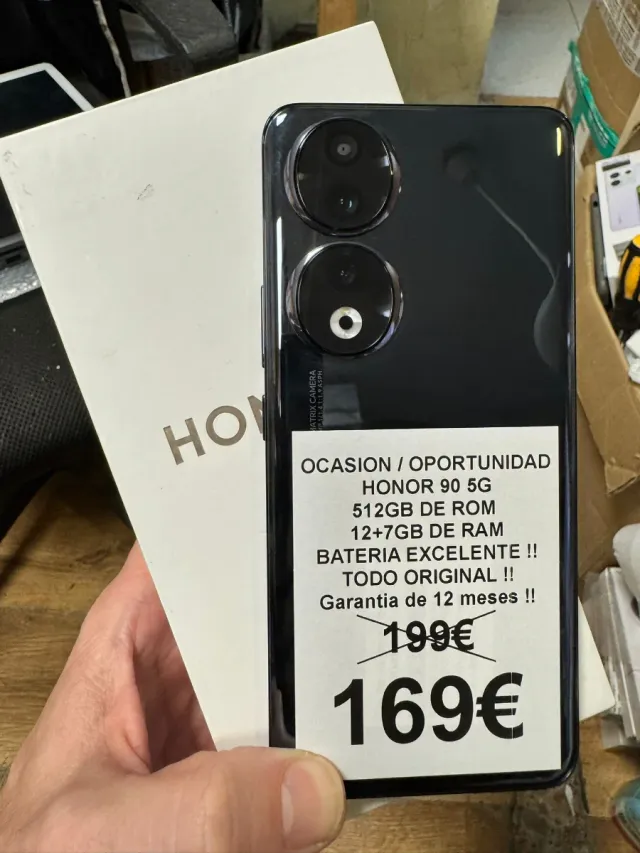 HON
MATRIX CAMERA
OCASION / OPORTUNIDAD
HONOR 90 5G
512GB DE ROM
12+7GB DE RAM
BATERIA EXCELENTE !!
TODO ORIGINAL !!
Garantia de 12 meses !!
199€
169€